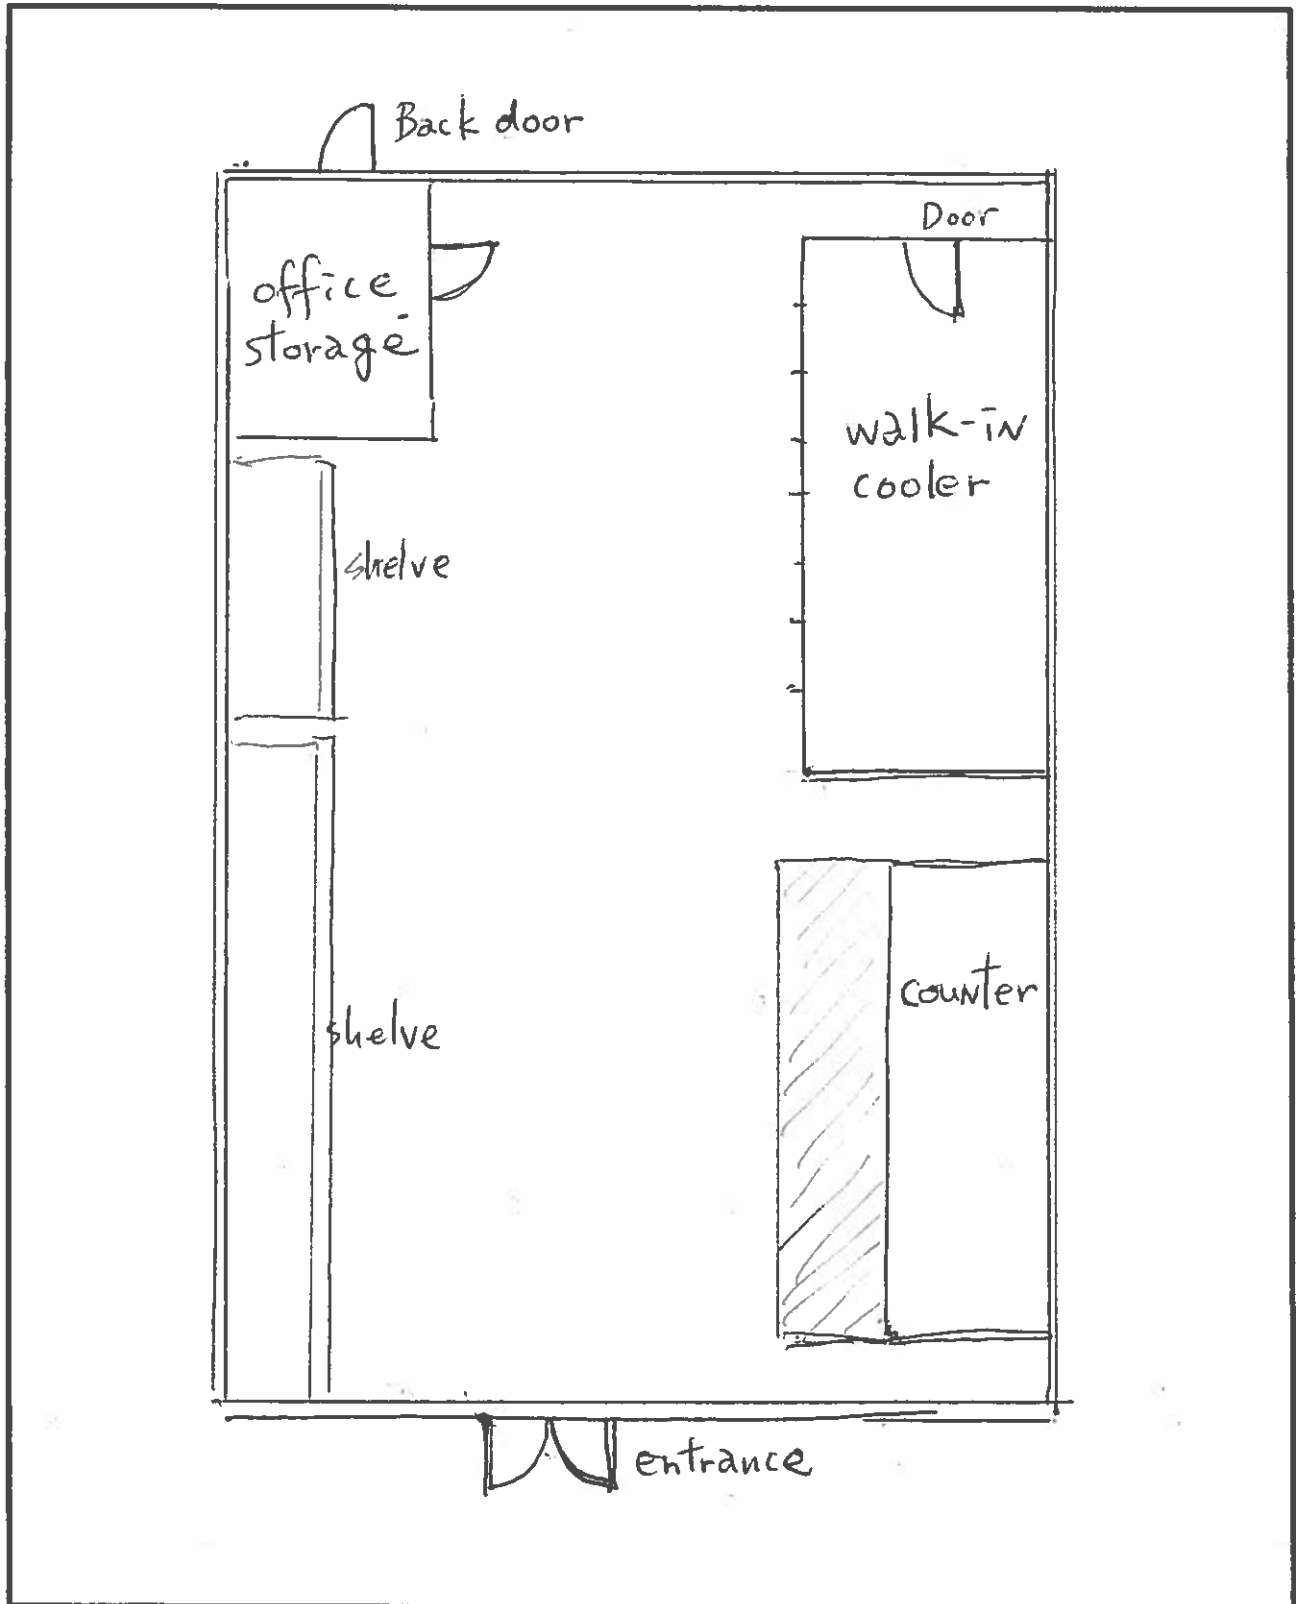 Back door
Door
office
storage
walk-in
cooler
shelve
counter
shelve
entrance